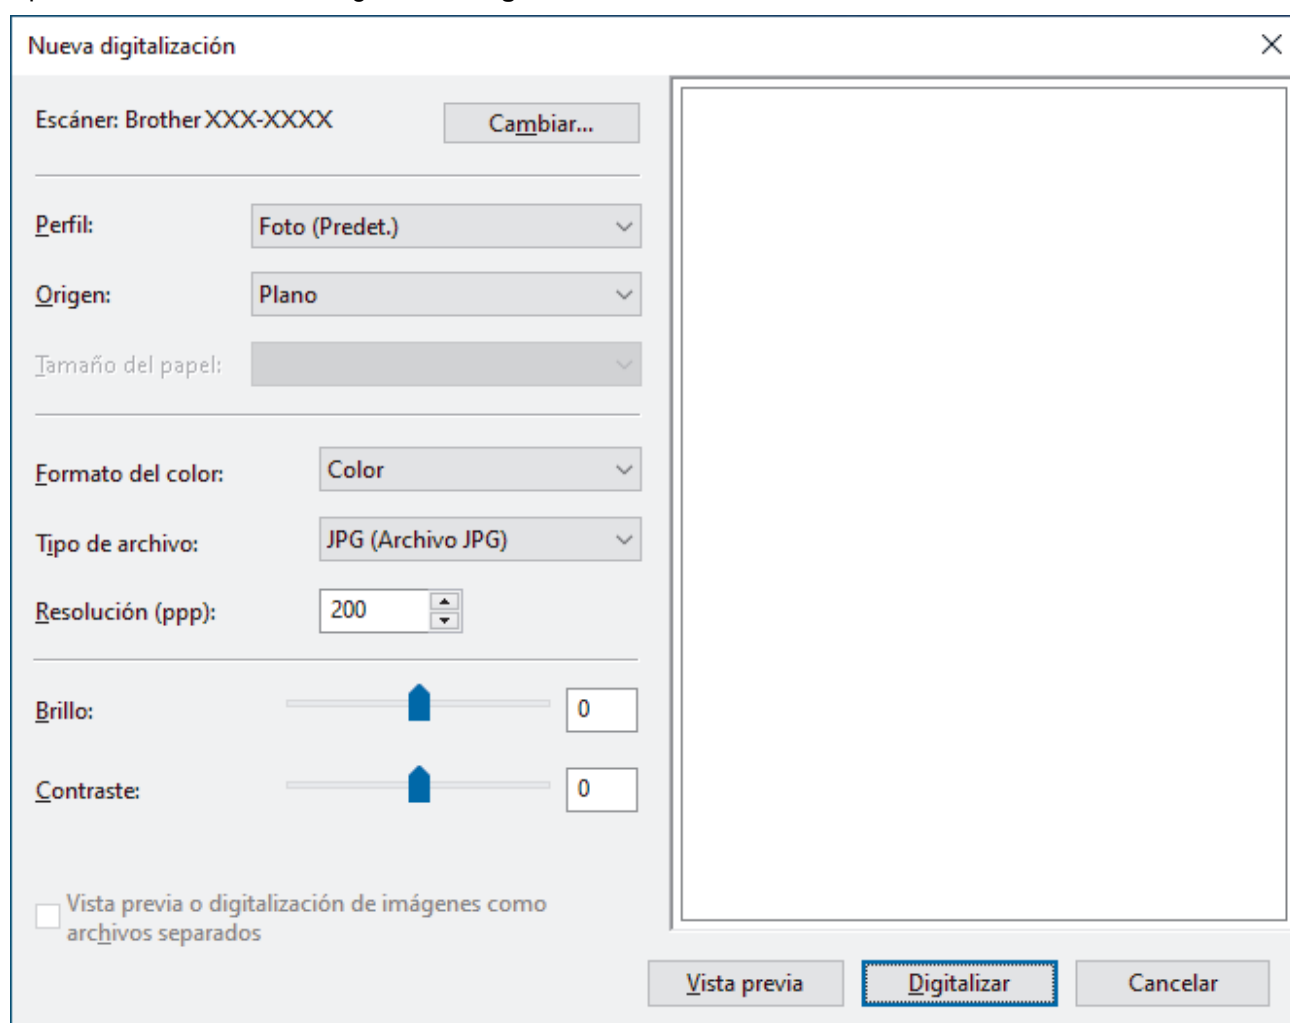 Nueva digitalización
Escáner: Brother XXX-XXXX
Cambiar...
Perfil:
Foto (Predet.)
Origen:
Plano
Tamaño del papel:
Formato del color:
Color
Tipo de archivo:
JPG (Archivo JPG)
Resolución (ppp):
200
Brillo:
0
Contraste:
0
Vista previa o digitalización de imágenes como
archivos separados
Vista previa
Digitalizar
Cancelar